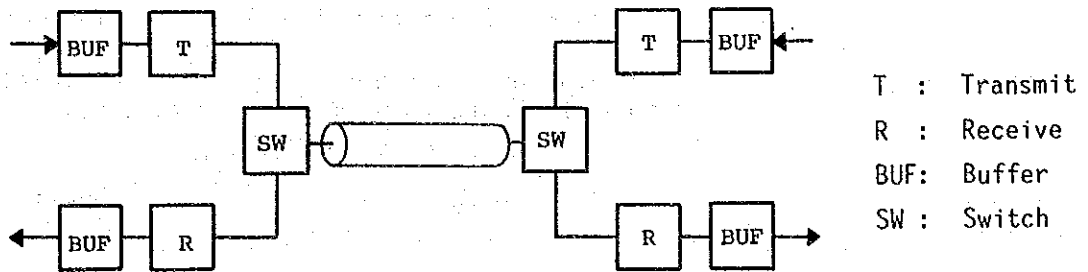 BUF T
T BUF
SW
SW
BUF R
R BUF
T : Transmit
R : Receive
BUF: Buffer
SW : Switch